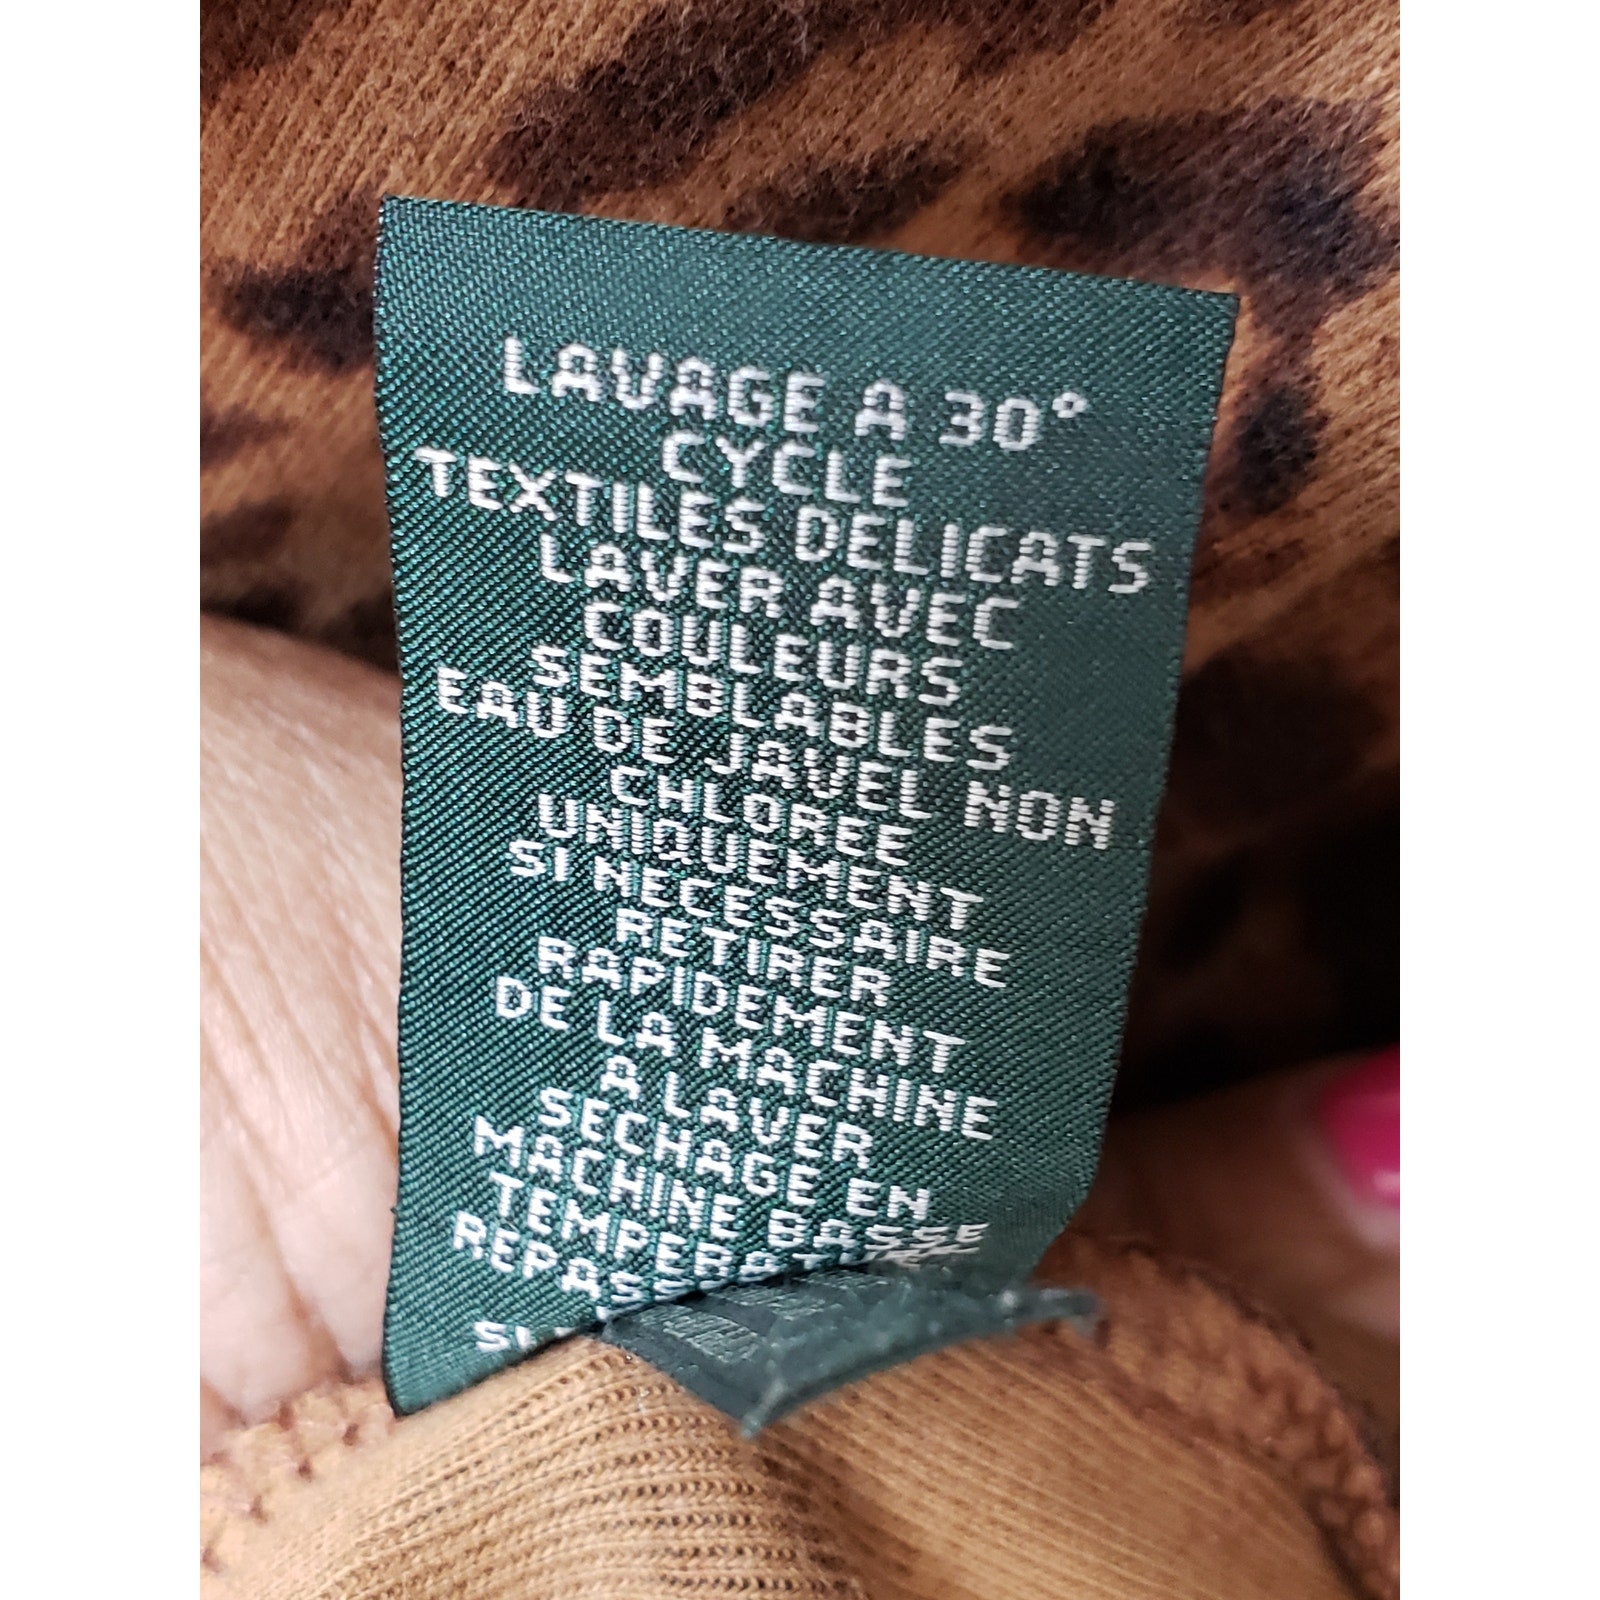 LAVAGE A 30°
CYCLE
TEXTILES DELICATS
LAVER AVEC
COULEURS
SEMBLABLES
EAU DE JAVEL NON
CHLOREE
UNIQUEMENT
SI NECESSAIRE
RETIRER
RAPIDEMENT
DE LA MACHINE
A LAVER
SECHAGE EN
MACHINE BASSE
TEMPERATURE